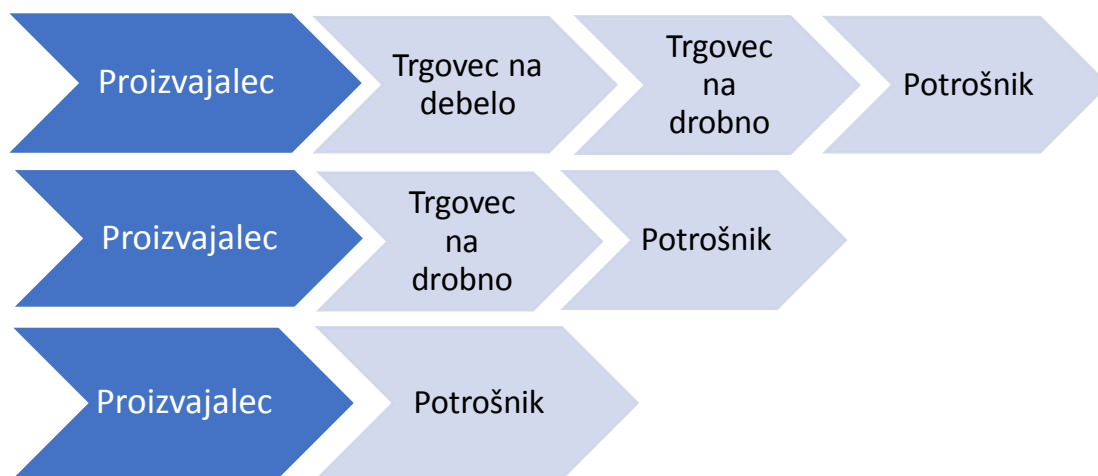 Proizvajalec
Trgovec na
debelo
Trgovec
na
drobno
Potrošnik
Proizvajalec
Trgovec
na
drobno
Potrošnik
Proizvajalec
Potrošnik